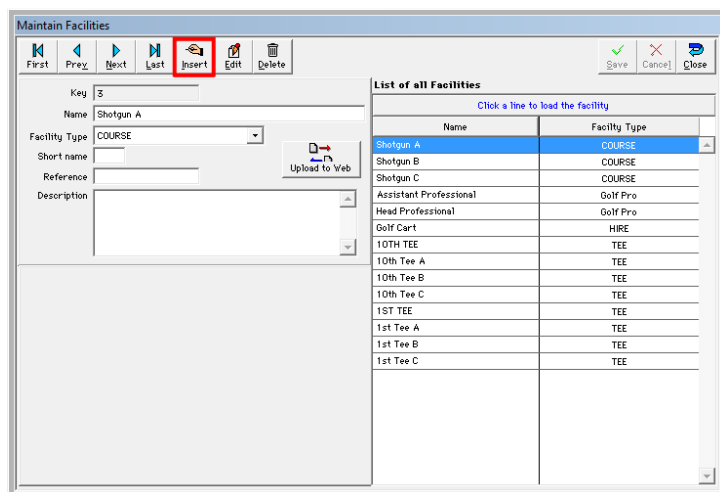 Maintain Facilities
First Prev Next Last Insert Edit Delete Save Cancel Close
Key 3
Name Shotgun A
Facility Type COURSE
Short name
Reference
Upload to Web
Description
List of all Facilities
Click a line to load the facility
Name Facilty Type
Shotgun A COURSE
Shotgun B COURSE
Shotgun C COURSE
Assistant Professional Golf Pro
Head Professional Golf Pro
Golf Cart HIRE
10TH TEE TEE
10th Tee A TEE
10th Tee B TEE
10th Tee C TEE
1ST TEE TEE
1st Tee A TEE
1st Tee B TEE
1st Tee C TEE